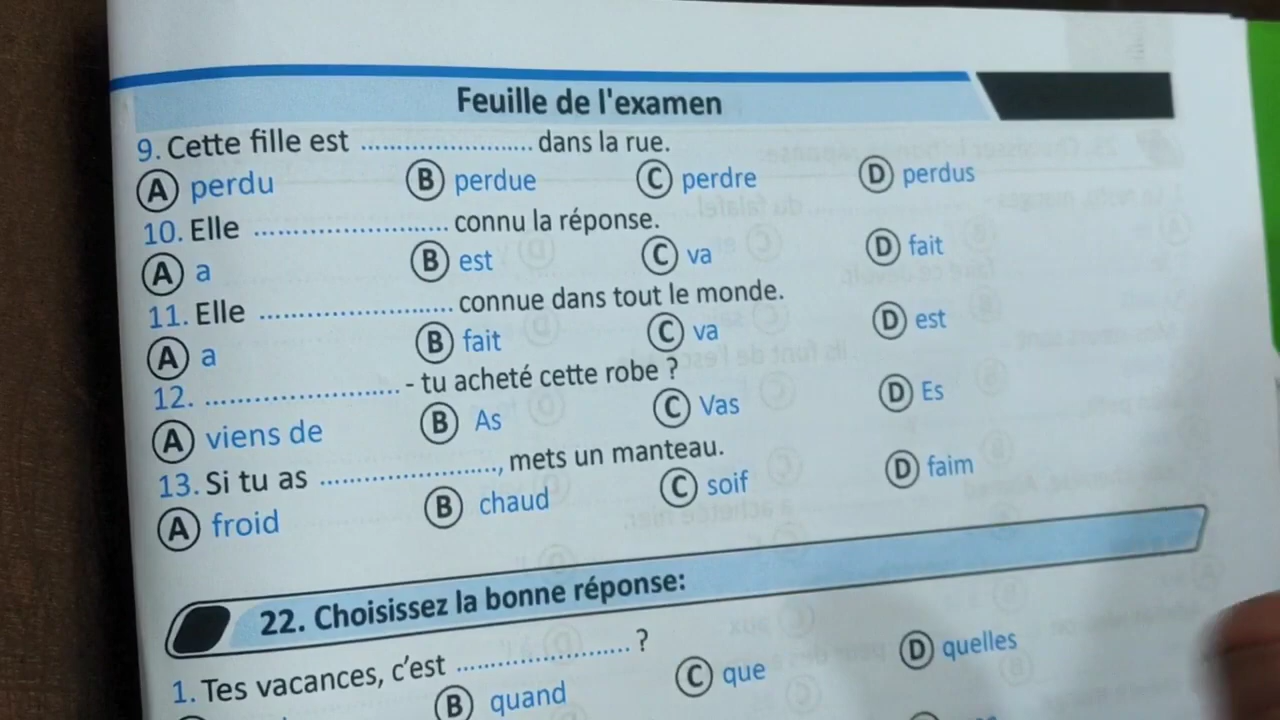 Feuille de l'examen
9. Cette fille est ........................ dans la rue.
A perdu B perdue C perdre D perdus
10. Elle ........................... connu la réponse.
A a B est C va D fait
11. Elle ........................... connue dans tout le monde.
A a B fait C va D est
12. ........................... - tu acheté cette robe ?
A viens de B As C Vas D Es
13. Si tu as ........................., mets un manteau.
A froid B chaud C soif D faim
22. Choisissez la bonne réponse:
1. Tes vacances, c'est ......................... ?
B quand C que D quelles